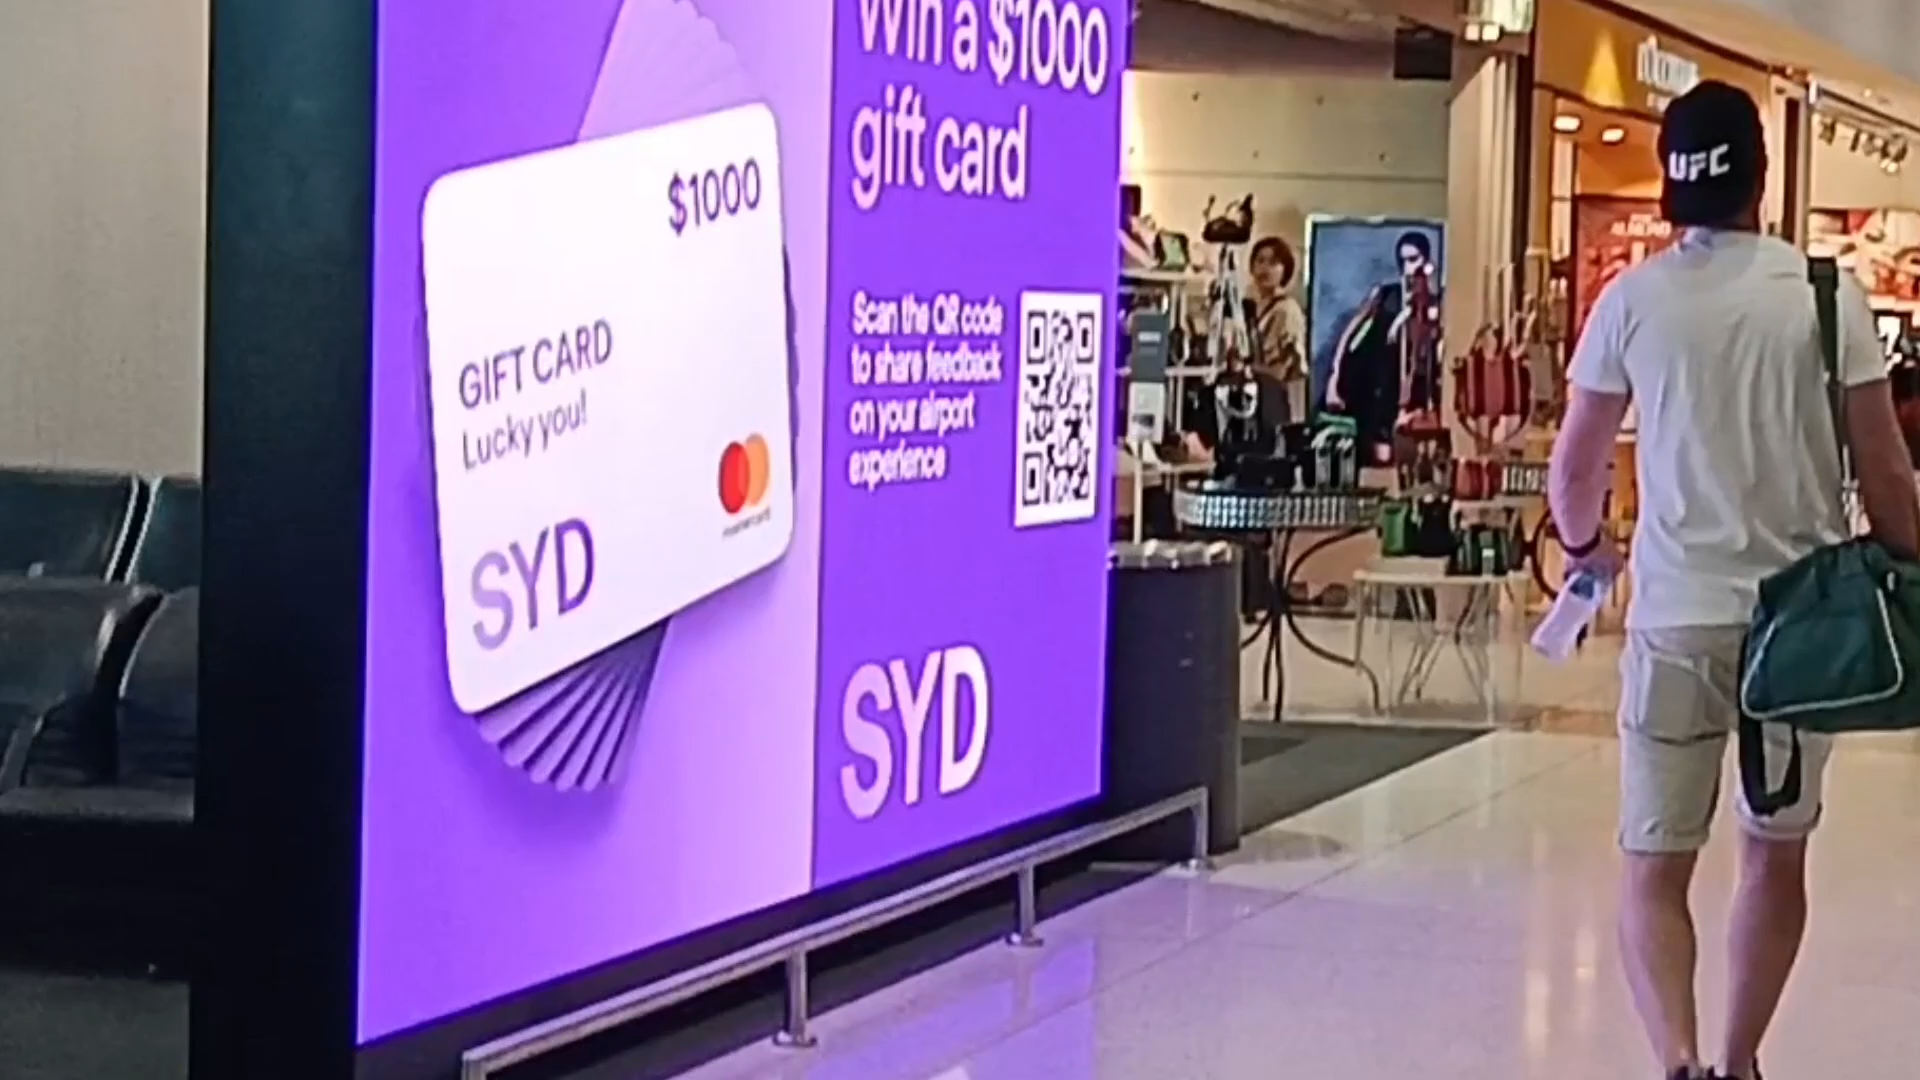 Win a $1000
gift card
$1000
GIFT CARD
Lucky you!
mastercard
SYD
Scan the QR code
to share feedback
on your airport
experience
SYD
UFC